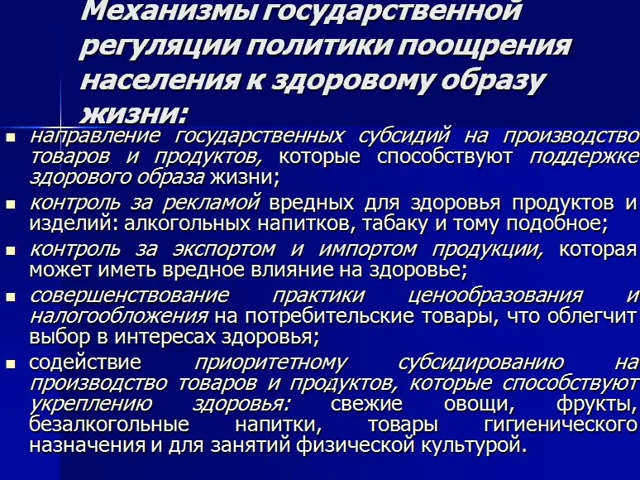 Механизмы государственной
регуляции политики поощрения
населения к здоровому образу
жизни:
направление государственных субсидий на производство
товаров и продуктов, которые способствуют поддержке
здорового образа жизни;
контроль за рекламой вредных для здоровья продуктов и
изделий: алкогольных напитков, табаку и тому подобное;
контроль за экспортом и импортом продукции, которая
может иметь вредное влияние на здоровье;
совершенствование практики ценообразования и
налогообложения на потребительские товары, что облегчит
выбор в интересах здоровья;
содействие приоритетному субсидированию на
производство товаров и продуктов, которые способствуют
укреплению здоровья: свежие овощи, фрукты,
безалкогольные напитки, товары гигиенического
назначения и для занятий физической культурой.